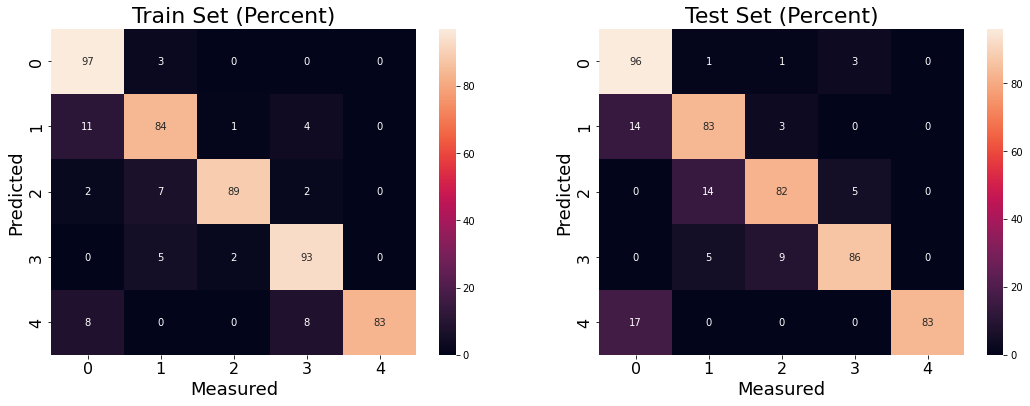 Train Set (Percent)
Predicted
0
97 3 0 0 0
1
11 84 1 4 0
2
2 7 89 2 0
3
0 5 2 93 0
4
8 0 0 8 83
0 1 2 3 4
Measured
80
60
40
20
0
Test Set (Percent)
Predicted
0
96 1 1 3 0
1
14 83 3 0 0
2
0 14 82 5 0
3
0 5 9 86 0
4
17 0 0 0 83
0 1 2 3 4
Measured
80
60
40
20
0